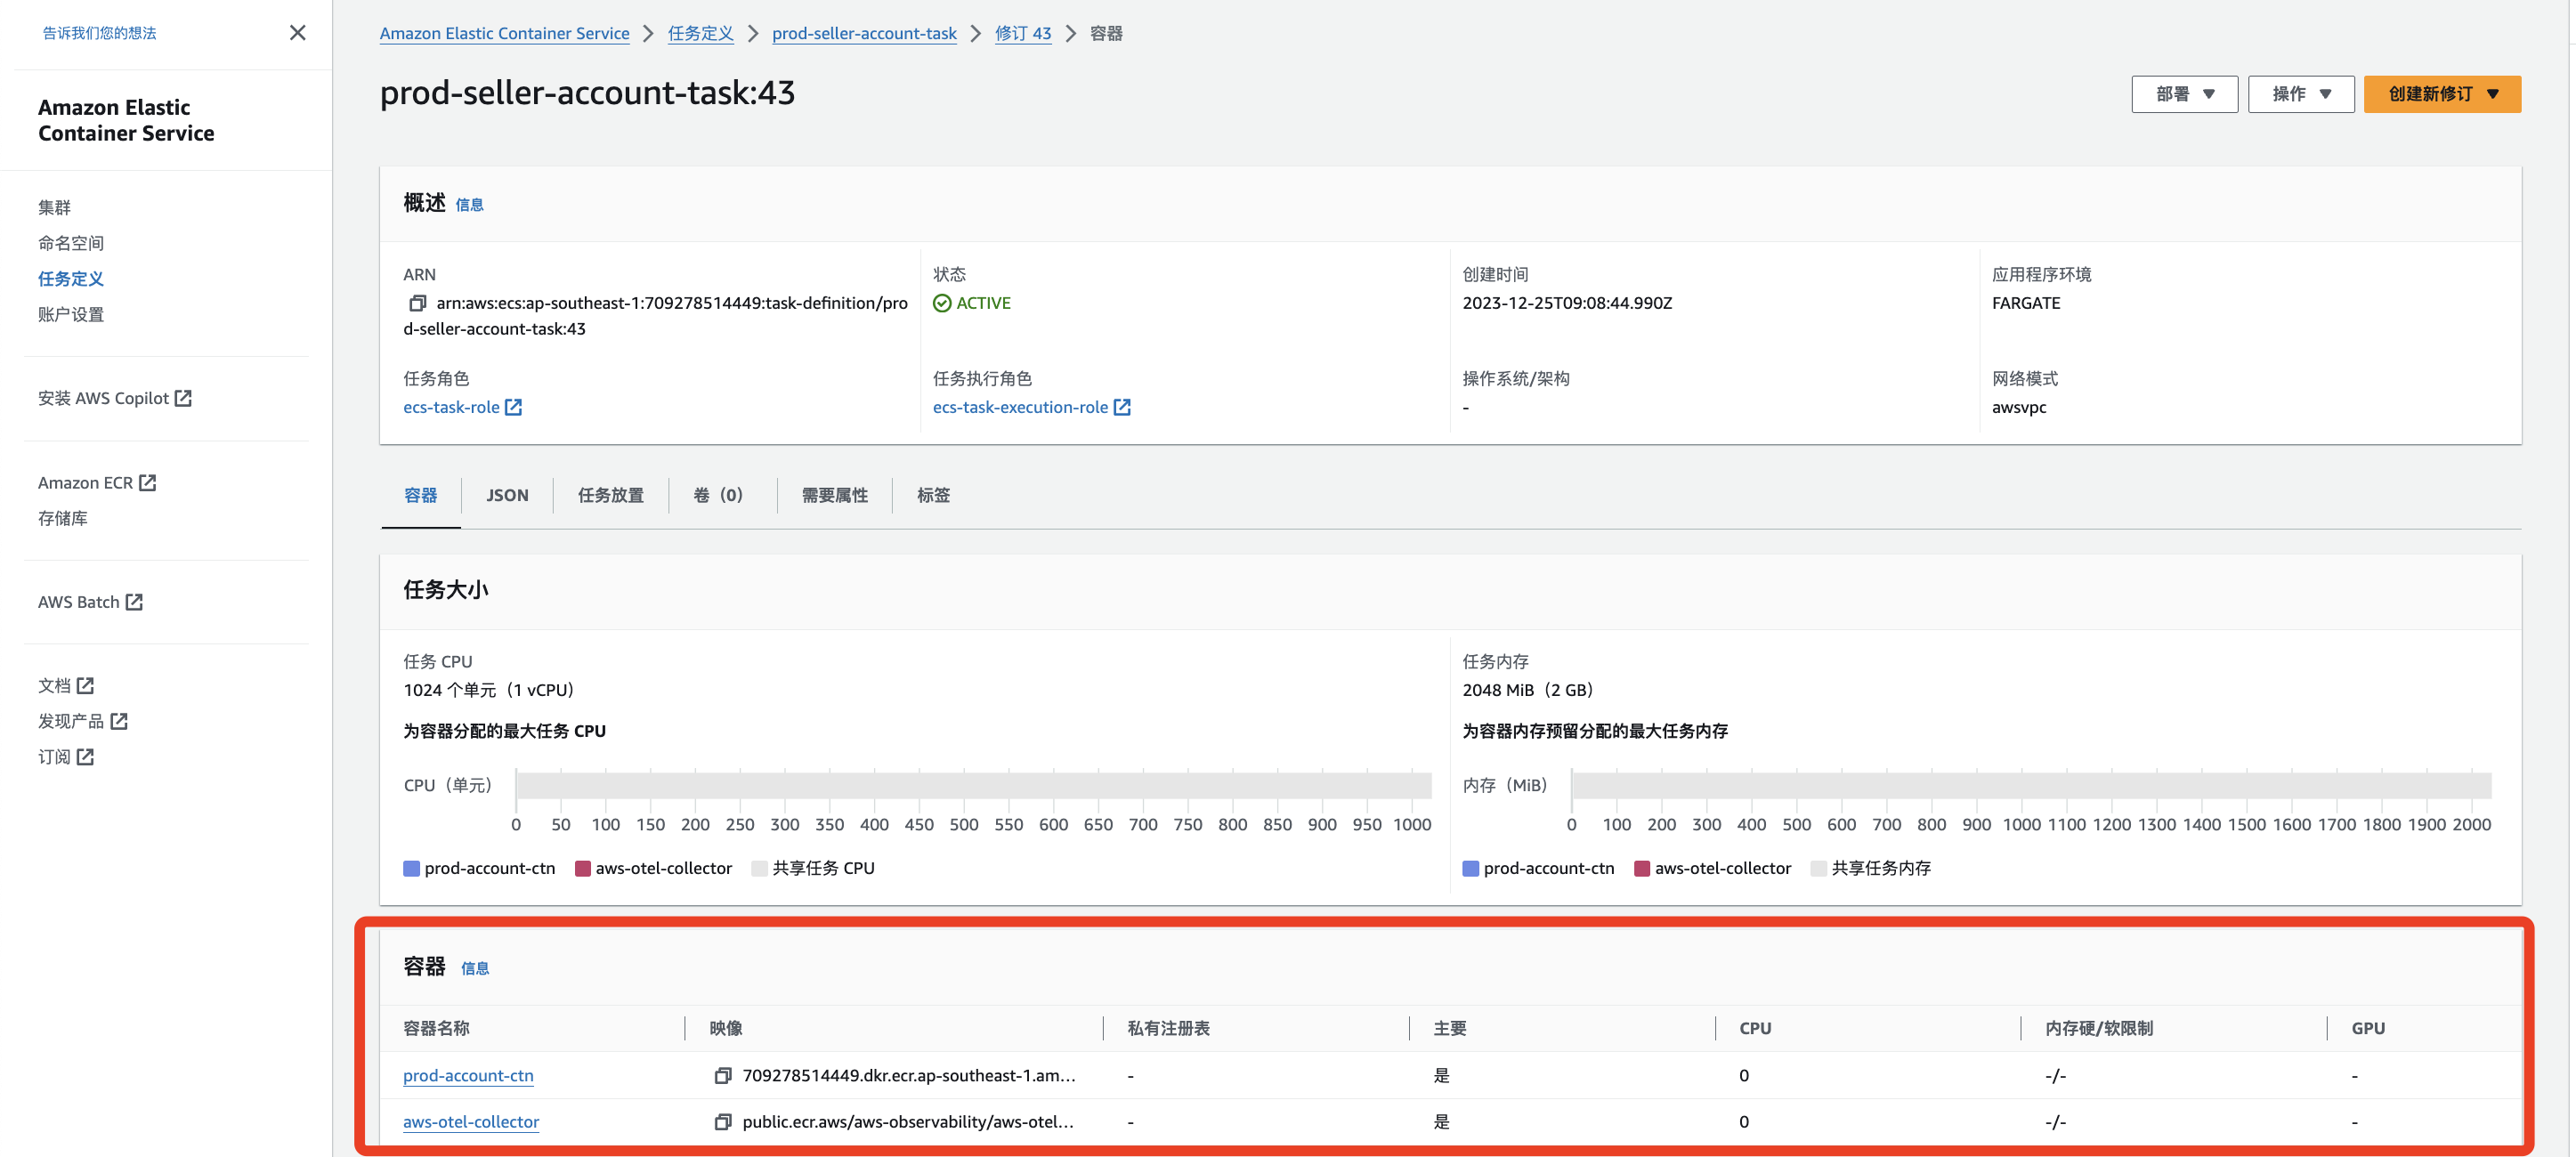 告诉我们您的想法
Amazon Elastic
Container Service
集群
命名空间
任务定义
账户设置
安装 AWS Copilot
Amazon ECR
存储库
AWS Batch
文档
发现产品
订阅
Amazon Elastic Container Service > 任务定义 > prod-seller-account-task > 修订 43 > 容器
prod-seller-account-task:43
部署
操作
创建新修订
概述 信息
ARN
arn:aws:ecs:ap-southeast-1:709278514449:task-definition/pro
d-seller-account-task:43
状态
ACTIVE
创建时间
2023-12-25T09:08:44.990Z
应用程序环境
FARGATE
任务角色
ecs-task-role
任务执行角色
ecs-task-execution-role
操作系统/架构
-
网络模式
awsvpc
容器 JSON 任务放置 卷（0） 需要属性 标签
任务大小
任务 CPU
1024 个单元（1 vCPU）
为容器分配的最大任务 CPU
CPU（单元）
0 50 100 150 200 250 300 350 400 450 500 550 600 650 700 750 800 850 900 950 1000
prod-account-ctn aws-otel-collector 共享任务 CPU
任务内存
2048 MiB（2 GB）
为容器内存预留分配的最大任务内存
内存（MiB）
0 100 200 300 400 500 600 700 800 900 1000 1100 1200 1300 1400 1500 1600 1700 1800 1900 2000
prod-account-ctn aws-otel-collector 共享任务内存
容器 信息
容器名称 映像 私有注册表 主要 CPU 内存硬/软限制 GPU
prod-account-ctn 709278514449.dkr.ecr.ap-southeast-1.am... - 是 0 -/- -
aws-otel-collector public.ecr.aws/aws-observability/aws-otel... - 是 0 -/- -